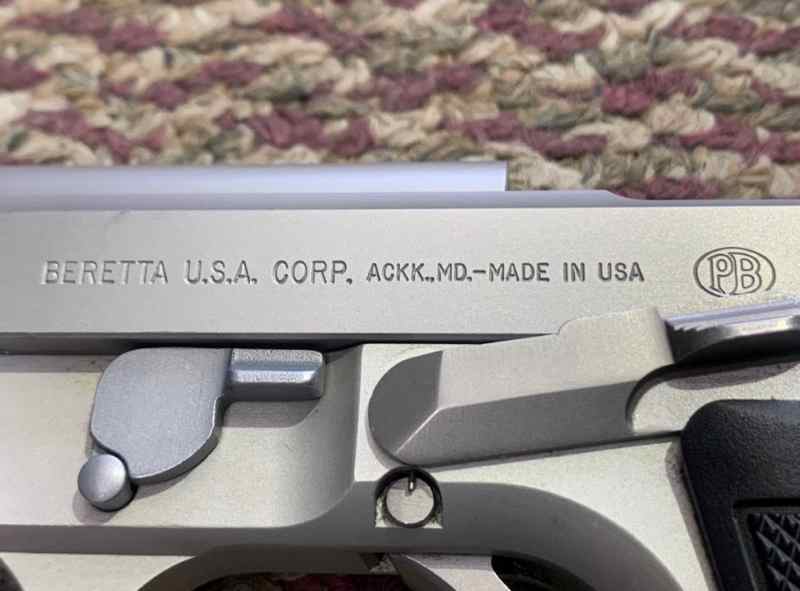 BERETTA U.S.A. CORP. ACKK.,MD.-MADE IN USA PB